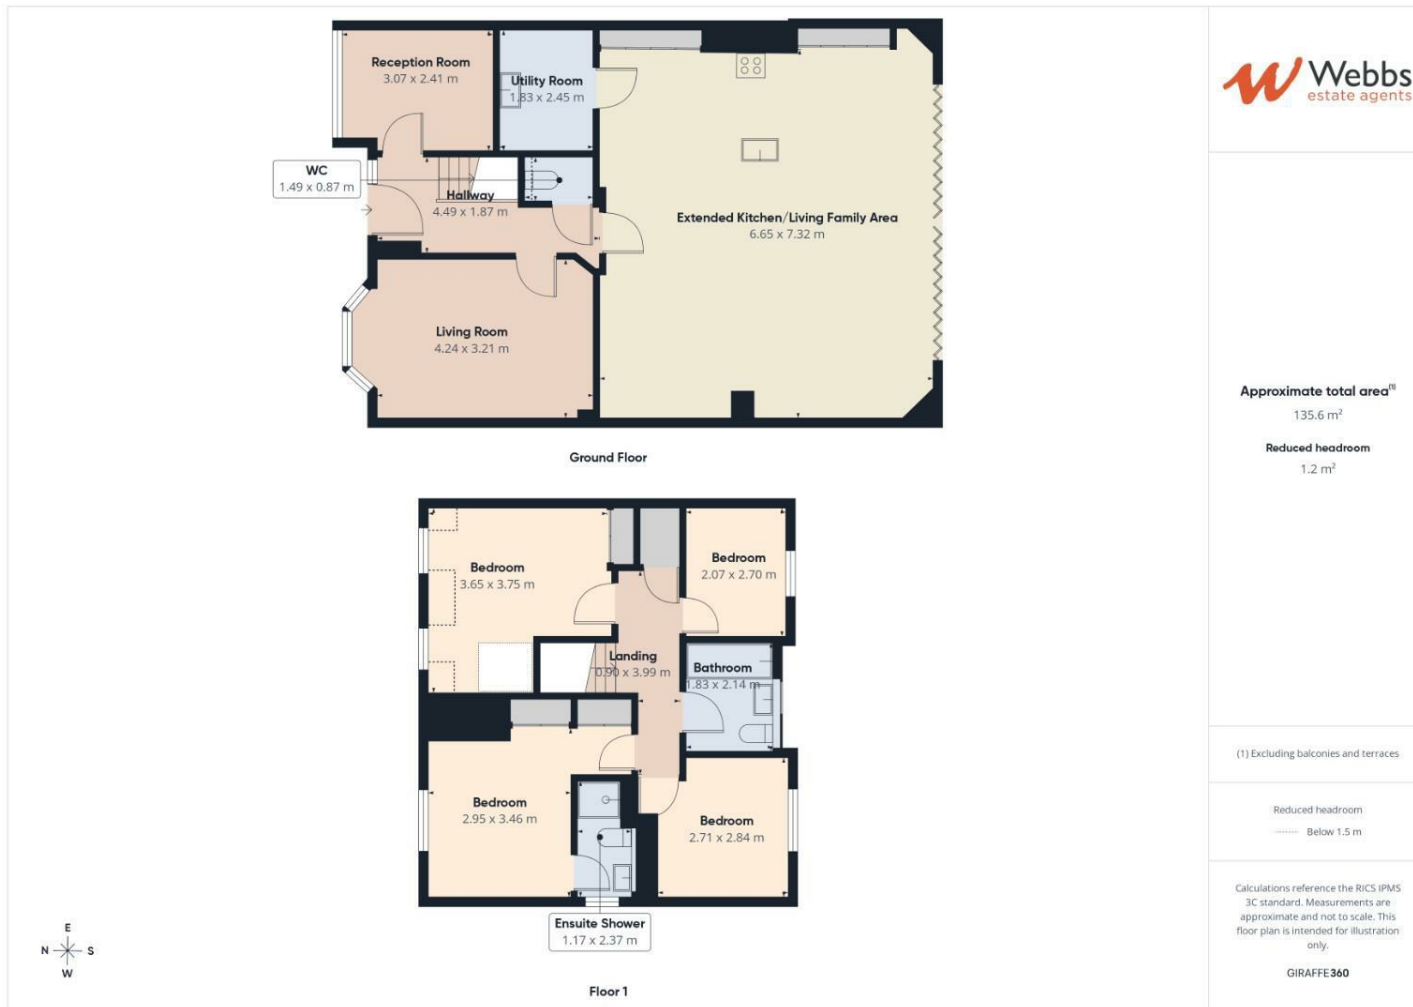 Reception Room
3.07 x 2.41 m
Utility Room
1.83 x 2.45 m
WC
1.49 x 0.87 m
Hallway
4.49 x 1.87 m
Extended Kitchen/Living Family Area
6.65 x 7.32 m
Living Room
4.24 x 3.21 m
Ground Floor
Bedroom
3.65 x 3.75 m
Bedroom
2.07 x 2.70 m
Landing
0.90 x 3.99 m
Bathroom
1.83 x 2.14 m
Bedroom
2.95 x 3.46 m
Bedroom
2.71 x 2.84 m
Ensuite Shower
1.17 x 2.37 m
Floor 1
E
N S
W
Webbs
estate agents
Approximate total area(1)
135.6 m²
Reduced headroom
1.2 m²
(1) Excluding balconies and terraces
Reduced headroom
Below 1.5 m
Calculations reference the RICS IPMS
3C standard. Measurements are
approximate and not to scale. This
floor plan is intended for illustration
only.
GIRAFFE360